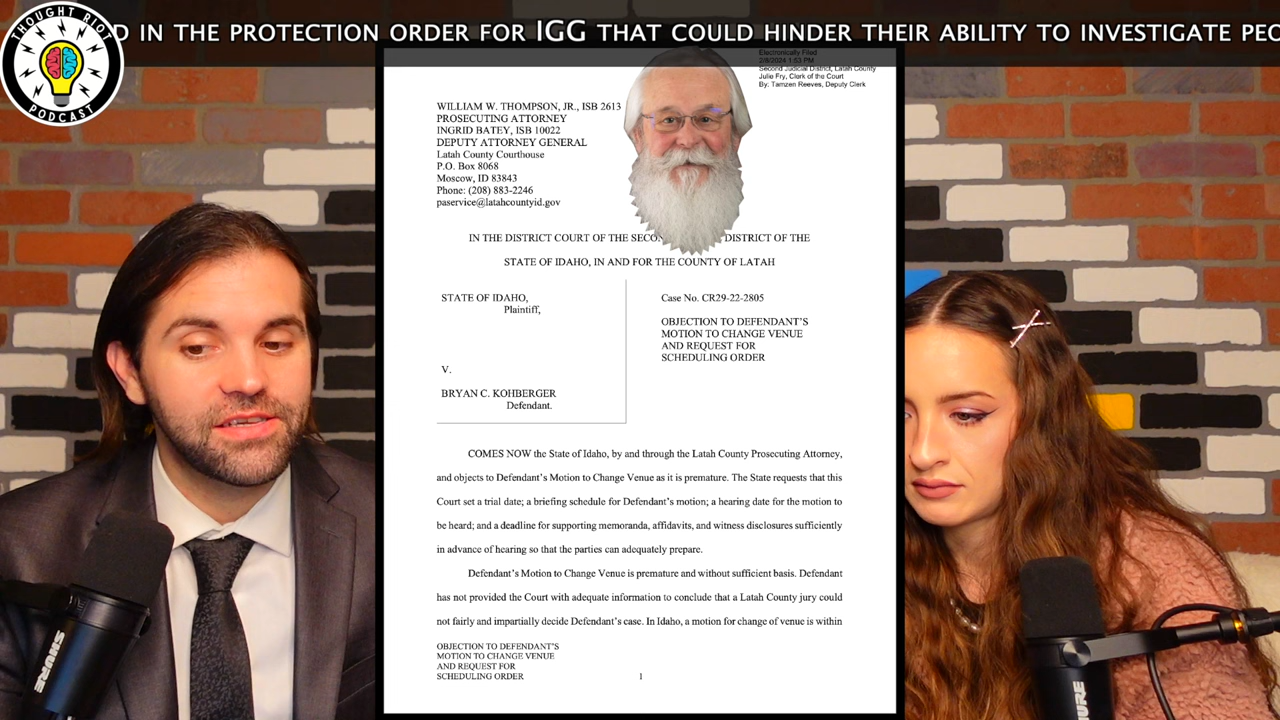 D IN THE PROTECTION ORDER FOR IGG THAT COULD HINDER THEIR ABILITY TO INVESTIGATE PEO
THOUGHT RIOT
PODCAST
Electronically Filed
2/8/2024 1:53 PM
Second Judicial District, Latah County
Julie Fry, Clerk of the Court
By: Tamzen Reeves, Deputy Clerk
WILLIAM W. THOMPSON, JR., ISB 2613
PROSECUTING ATTORNEY
INGRID BATEY, ISB 10022
DEPUTY ATTORNEY GENERAL
Latah County Courthouse
P.O. Box 8068
Moscow, ID 83843
Phone: (208) 883-2246
paservice@latahcountyid.gov
IN THE DISTRICT COURT OF THE SECON DISTRICT OF THE
STATE OF IDAHO, IN AND FOR THE COUNTY OF LATAH
STATE OF IDAHO,
Plaintiff,
V.
BRYAN C. KOHBERGER
Defendant.
Case No. CR29-22-2805
OBJECTION TO DEFENDANT'S
MOTION TO CHANGE VENUE
AND REQUEST FOR
SCHEDULING ORDER
COMES NOW the State of Idaho, by and through the Latah County Prosecuting Attorney,
and objects to Defendant's Motion to Change Venue as it is premature. The State requests that this
Court set a trial date; a briefing schedule for Defendant's motion; a hearing date for the motion to
be heard; and a deadline for supporting memoranda, affidavits, and witness disclosures sufficiently
in advance of hearing so that the parties can adequately prepare.
Defendant's Motion to Change Venue is premature and without sufficient basis. Defendant
has not provided the Court with adequate information to conclude that a Latah County jury could
not fairly and impartially decide Defendant's case. In Idaho, a motion for change of venue is within
OBJECTION TO DEFENDANT'S
MOTION TO CHANGE VENUE
AND REQUEST FOR
SCHEDULING ORDER
1
SHURE
SHURE